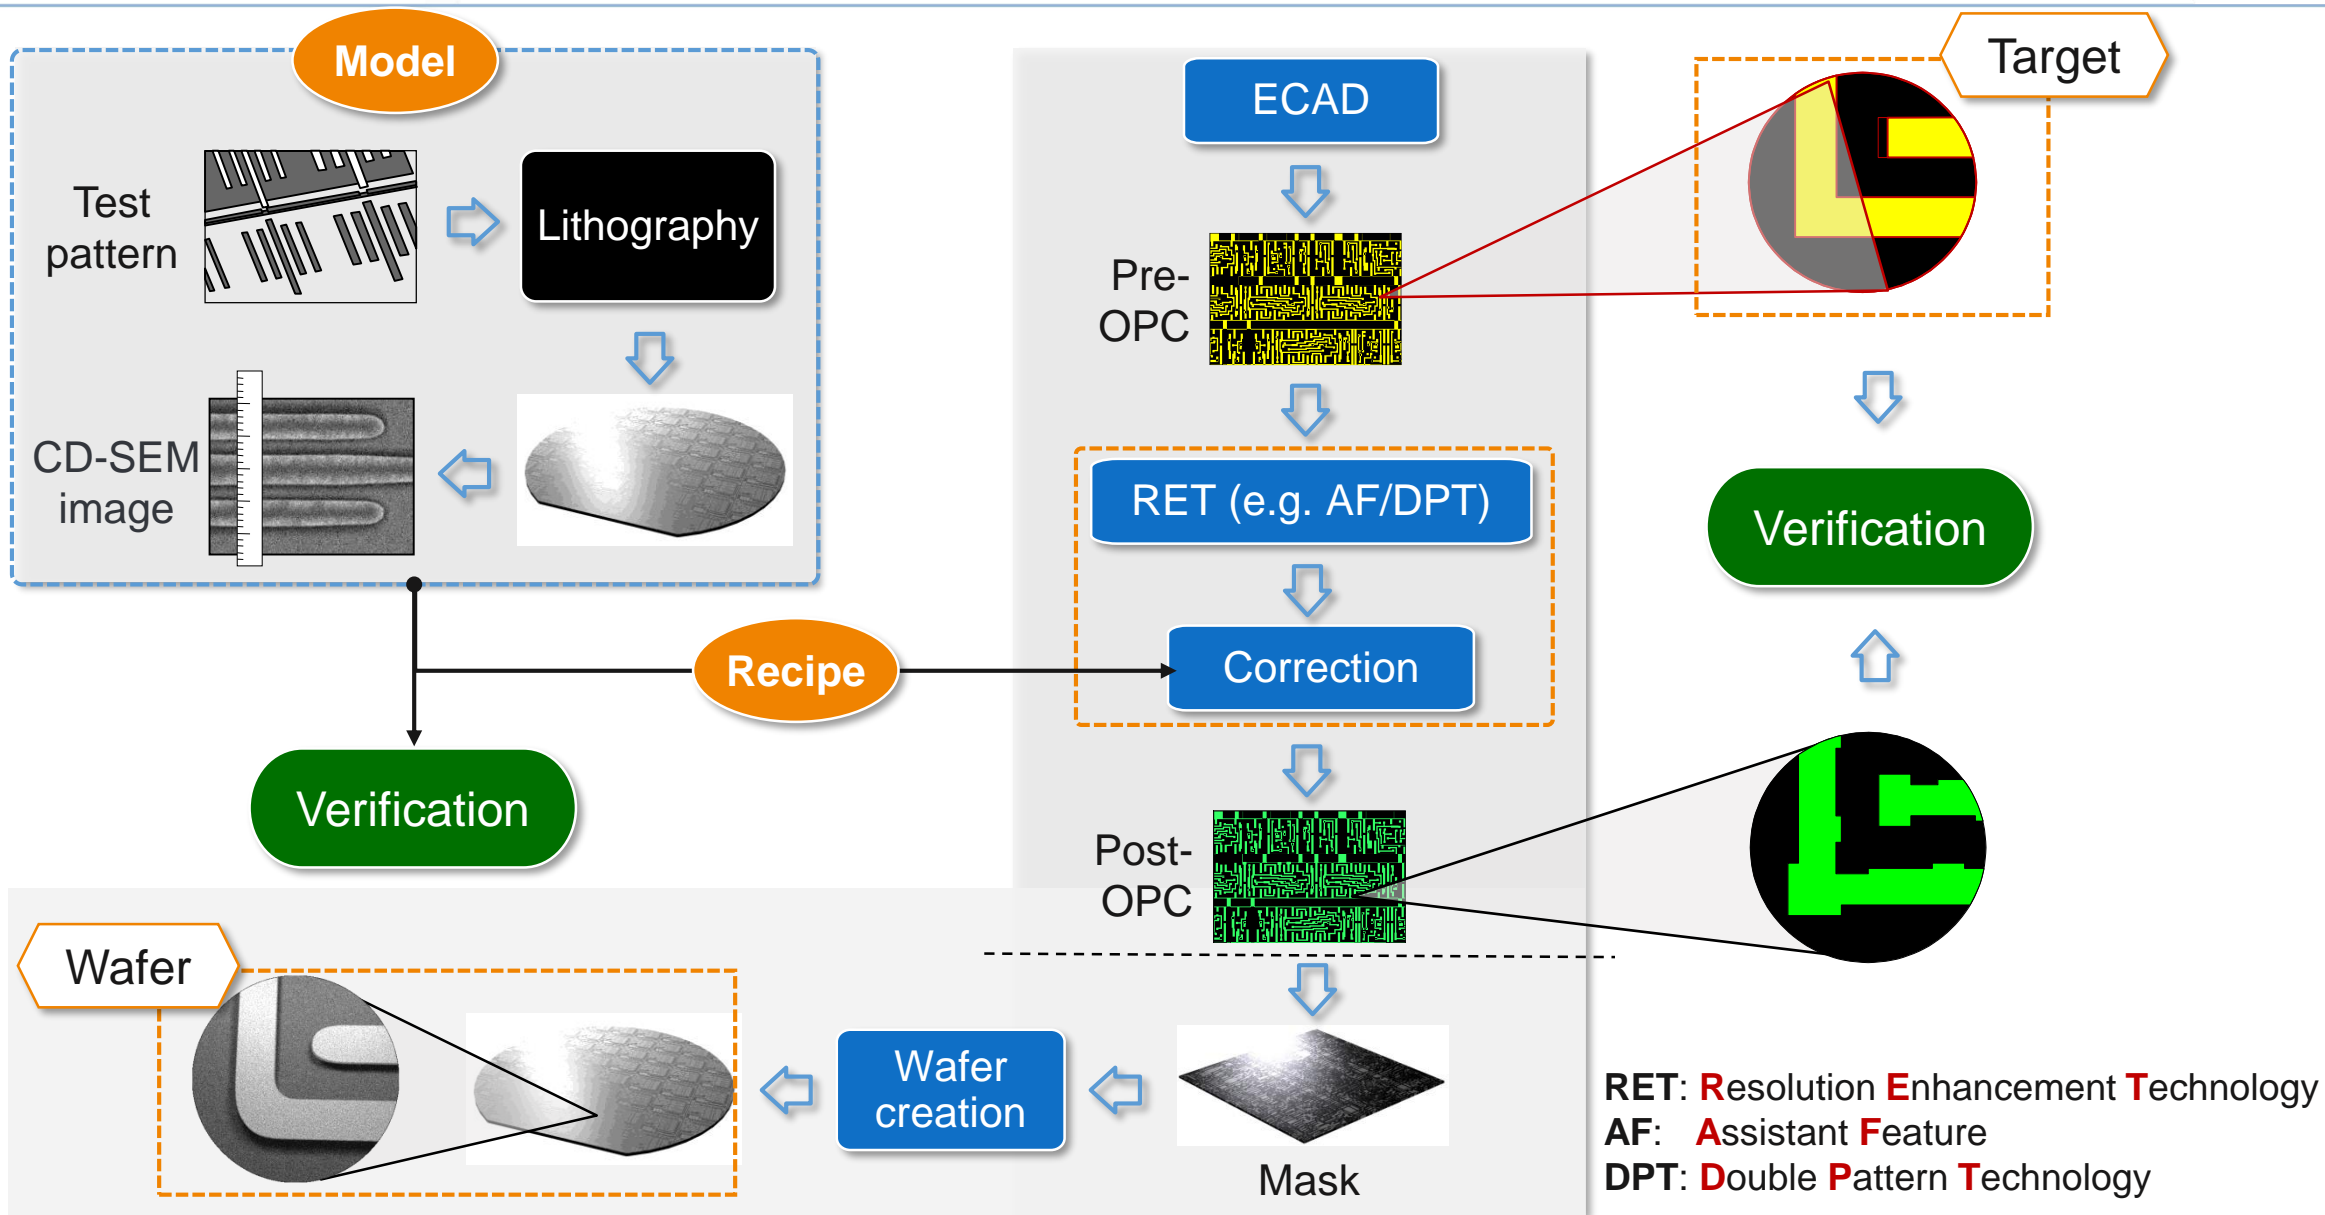 Model
Test
pattern
Lithography
CD-SEM
image
Recipe
Verification
ECAD
Pre-
OPC
RET (e.g. AF/DPT)
Correction
Post-
OPC
Target
Verification
Wafer
Wafer
creation
Mask
RET: Resolution Enhancement Technology
AF: Assistant Feature
DPT: Double Pattern Technology